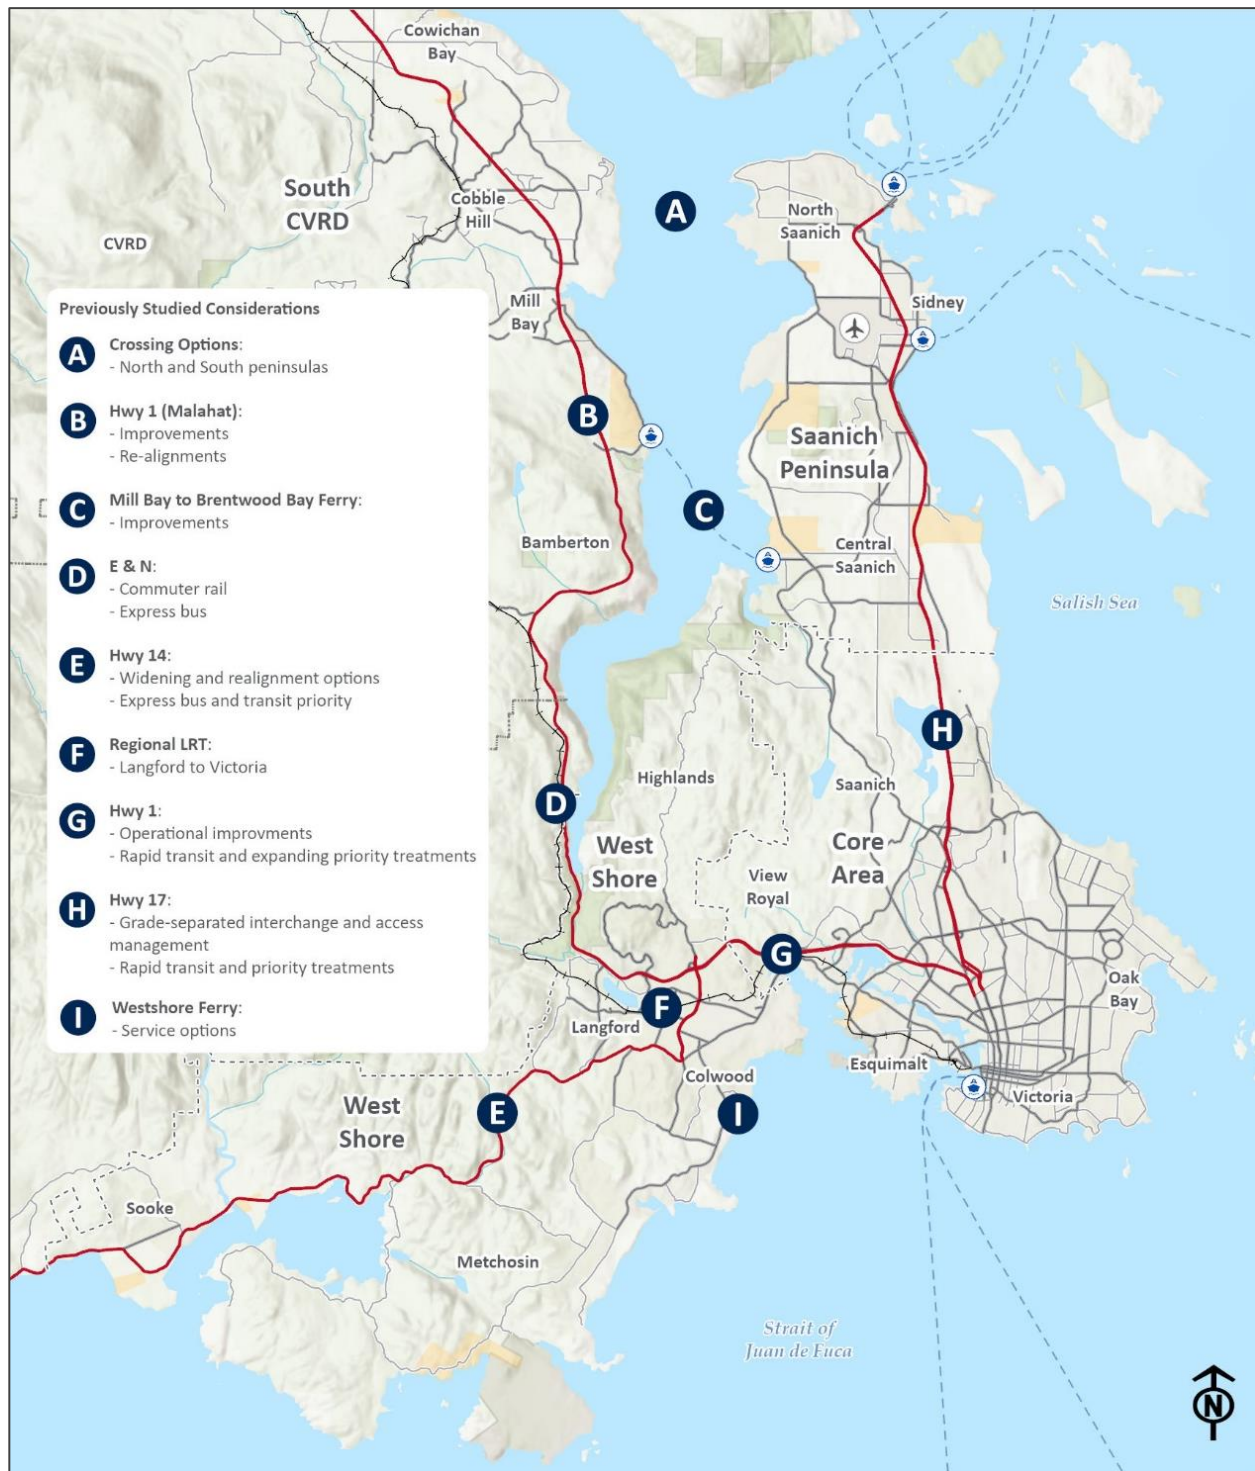 Cowichan
Bay
South
CVRD
CVRD
Cobble
Hill
A
North
Saanich
Sidney
Mill
Bay
B
Saanich
Peninsula
C
Bamberton
Central
Saanich
Salish Sea
Previously Studied Considerations
A
Crossing Options:
- North and South peninsulas
B
Hwy 1 (Malahat):
- Improvements
- Re-alignments
C
Mill Bay to Brentwood Bay Ferry:
- Improvements
D
E & N:
- Commuter rail
- Express bus
E
Hwy 14:
- Widening and realignment options
- Express bus and transit priority
F
Regional LRT:
- Langford to Victoria
G
Hwy 1:
- Operational improvments
- Rapid transit and expanding priority treatments
H
Hwy 17:
- Grade-separated interchange and access
management
- Rapid transit and priority treatments
I
Westshore Ferry:
- Service options
H
Highlands
Saanich
D
West
Shore
Core
Area
View
Royal
G
Oak
Bay
F
Langford
Esquimalt
Colwood
Victoria
E
I
West
Shore
Sooke
Metchosin
Strait of
Juan de Fuca
N